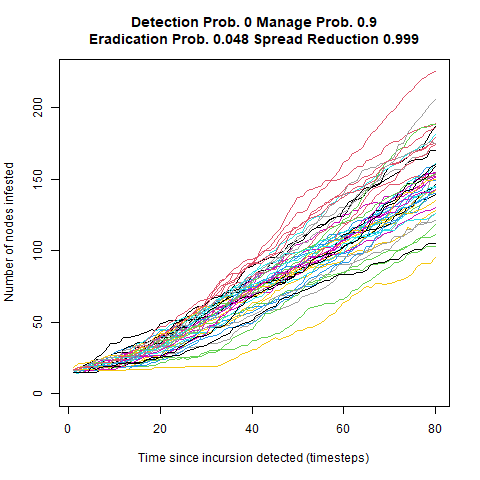 Detection Prob. 0 Manage Prob. 0.9
Eradication Prob. 0.048 Spread Reduction 0.999
Number of nodes infested
200
150
100
50
0
0 20 40 60 80
Time since incursion detected (timesteps)